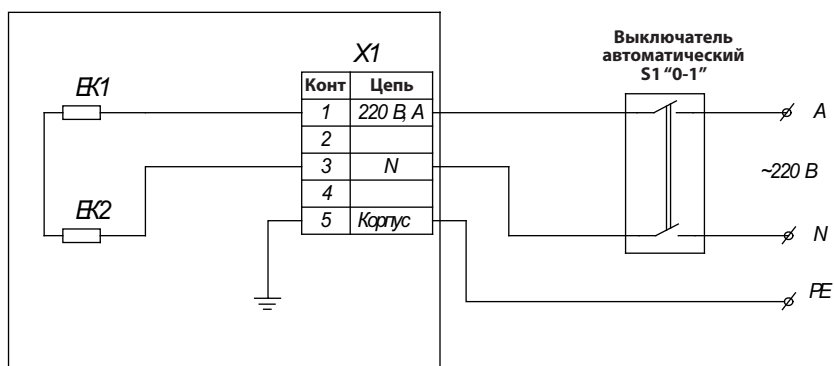 X1
Выключатель
автоматический
S1 “0-1”
ЕК1
Конт Цепь
1 220 В, А
2
3 N
4
5 Корпус
ЕК2
A
~220 В
N
PE